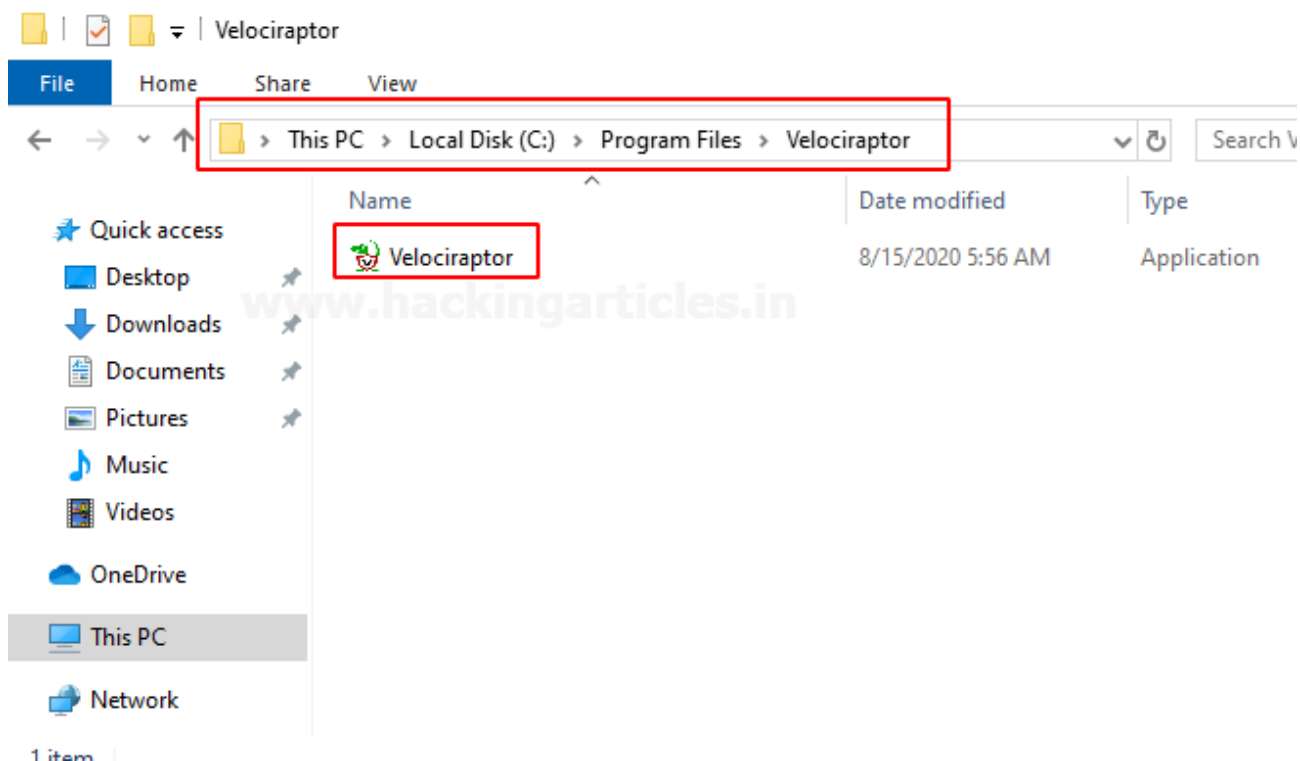 Velociraptor
File Home Share View
This PC > Local Disk (C:) > Program Files > Velociraptor
Search V
Name Date modified Type
Quick access
Velociraptor 8/15/2020 5:56 AM Application
Desktop
www.hackingarticles.in
Downloads
Documents
Pictures
Music
Videos
OneDrive
This PC
Network
1 item